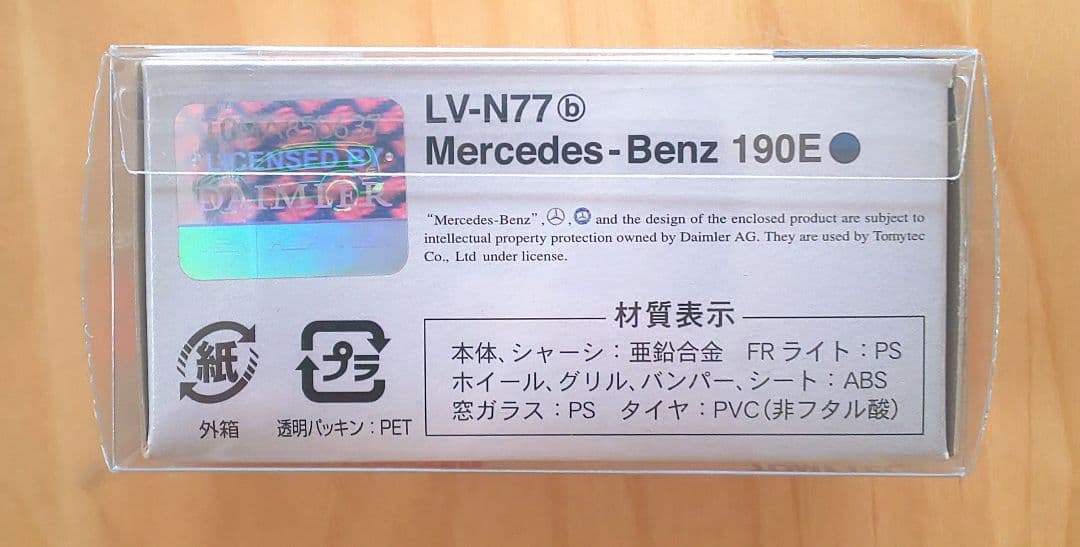 LV-N77ⓑ
Mercedes-Benz 190E
LICENSED BY
DAIMLER
"Mercedes-Benz", , and the design of the enclosed product are subject to
intellectual property protection owned by Daimler AG. They are used by Tomytec
Co., Ltd under license.
材質表示
本体、シャーシ：亜鉛合金 FRライト：PS
ホイール、グリル、バンパー、シート：ABS
窓ガラス：PS タイヤ：PVC（非フタル酸）
紙
外箱
プラ
透明パッキン：PET